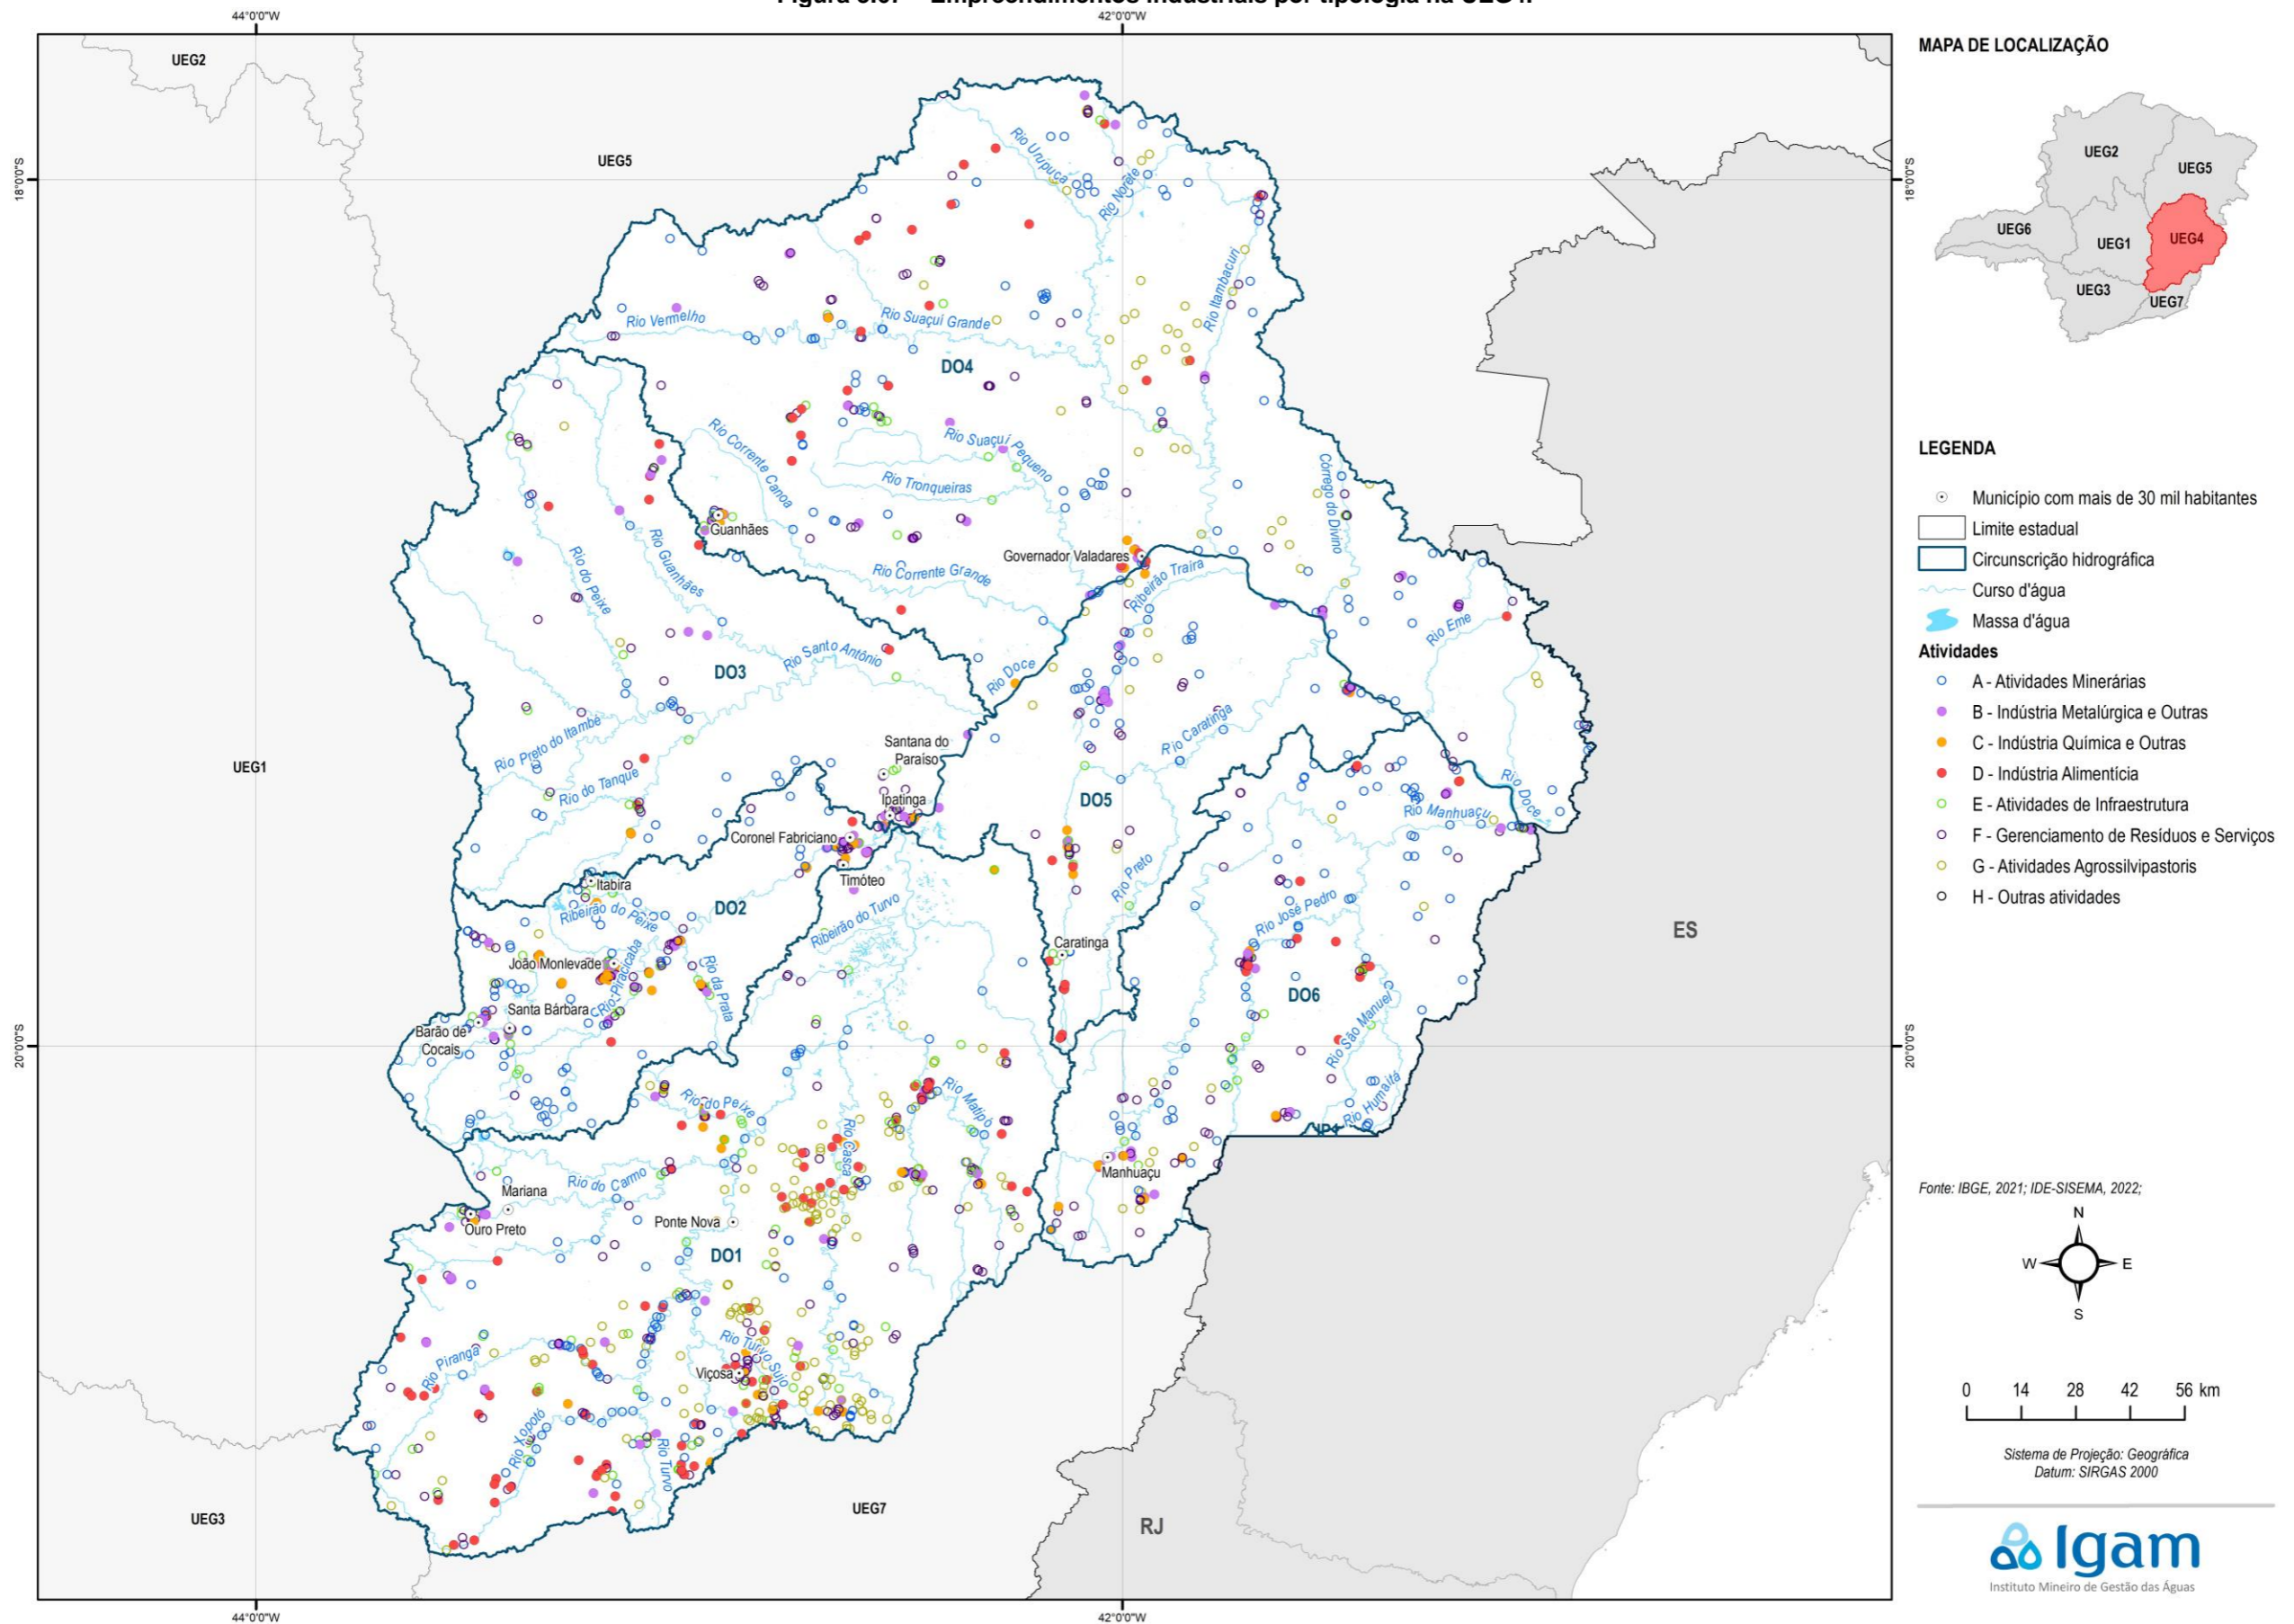 44°0'0"W
42°0'0"W
UEG2
UEG5
18°0'0"S
18°0'0"S
Rio Urupuca
Rio Norete
Rio Itambacuri
Rio Vermelho
Rio Suaçuí Grande
DO4
Rio Corrente Canoa
Rio Suaçuí Pequeno
Rio Tronqueiras
Córrego do Divino
Guanhães
Rio do Peixe
Rio Guanhães
Governador Valadares
Rio Corrente Grande
Ribeirão Traíra
Rio Eme
DO3
Rio Santo Antônio
Rio Doce
Rio Preto do Itambé
Rio Caratinga
Santana do
Paraíso
UEG1
Rio do Tanque
Ipatinga
DO5
Rio Doce
Rio Manhuaçu
Coronel Fabriciano
Timóteo
Rio Preto
Itabira
Ribeirão do Peixe
DO2
Ribeirão do Turvo
Rio José Pedro
ES
João Monlevade
Rio Piracicaba
Rio da Prata
Caratinga
DO6
Santa Bárbara
Barão de
Cocais
Rio São Manuel
20°0'0"S
20°0'0"S
Rio do Peixe
Rio Casca
Rio Matipó
Rio Humaitá
Manhuaçu
Rio do Carmo
Mariana
Ouro Preto
Ponte Nova
DO1
Rio Piranga
Rio Turvo Sujo
Viçosa
Rio Xopotó
Rio Turvo
UEG3
UEG7
RJ
44°0'0"W
42°0'0"W
MAPA DE LOCALIZAÇÃO
UEG2
UEG5
UEG6
UEG1
UEG4
UEG3
UEG7
LEGENDA
Município com mais de 30 mil habitantes
Limite estadual
Circunscrição hidrográfica
Curso d'água
Massa d'água
Atividades
A - Atividades Minerárias
B - Indústria Metalúrgica e Outras
C - Indústria Química e Outras
D - Indústria Alimentícia
E - Atividades de Infraestrutura
F - Gerenciamento de Resíduos e Serviços
G - Atividades Agrossilvipastoris
H - Outras atividades
Fonte: IBGE, 2021; IDE-SISEMA, 2022;
N
W E
S
0 14 28 42 56 km
Sistema de Projeção: Geográfica
Datum: SIRGAS 2000
Igam
Instituto Mineiro de Gestão das Águas